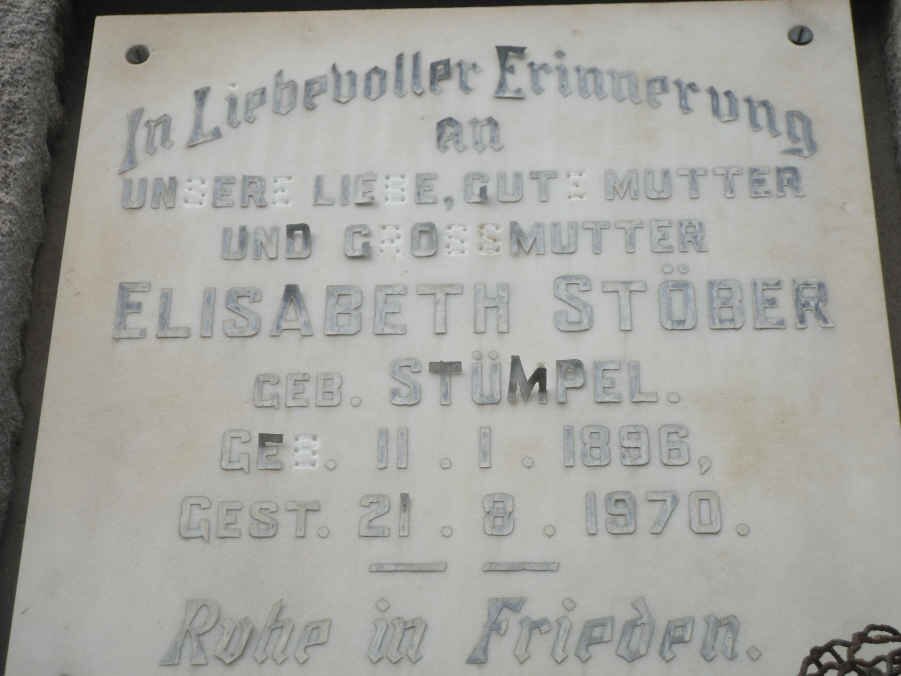 In Liebevoller Erinnerung
an
UNSERE LIEBE, GUTE MUTTER
UND GROSSMUTTER
ELISABETH STÖBER
GEB. STÜMPEL.
GEB. 11.1.1896,
GEST. 21.8.1970.
Ruhe in Frieden.